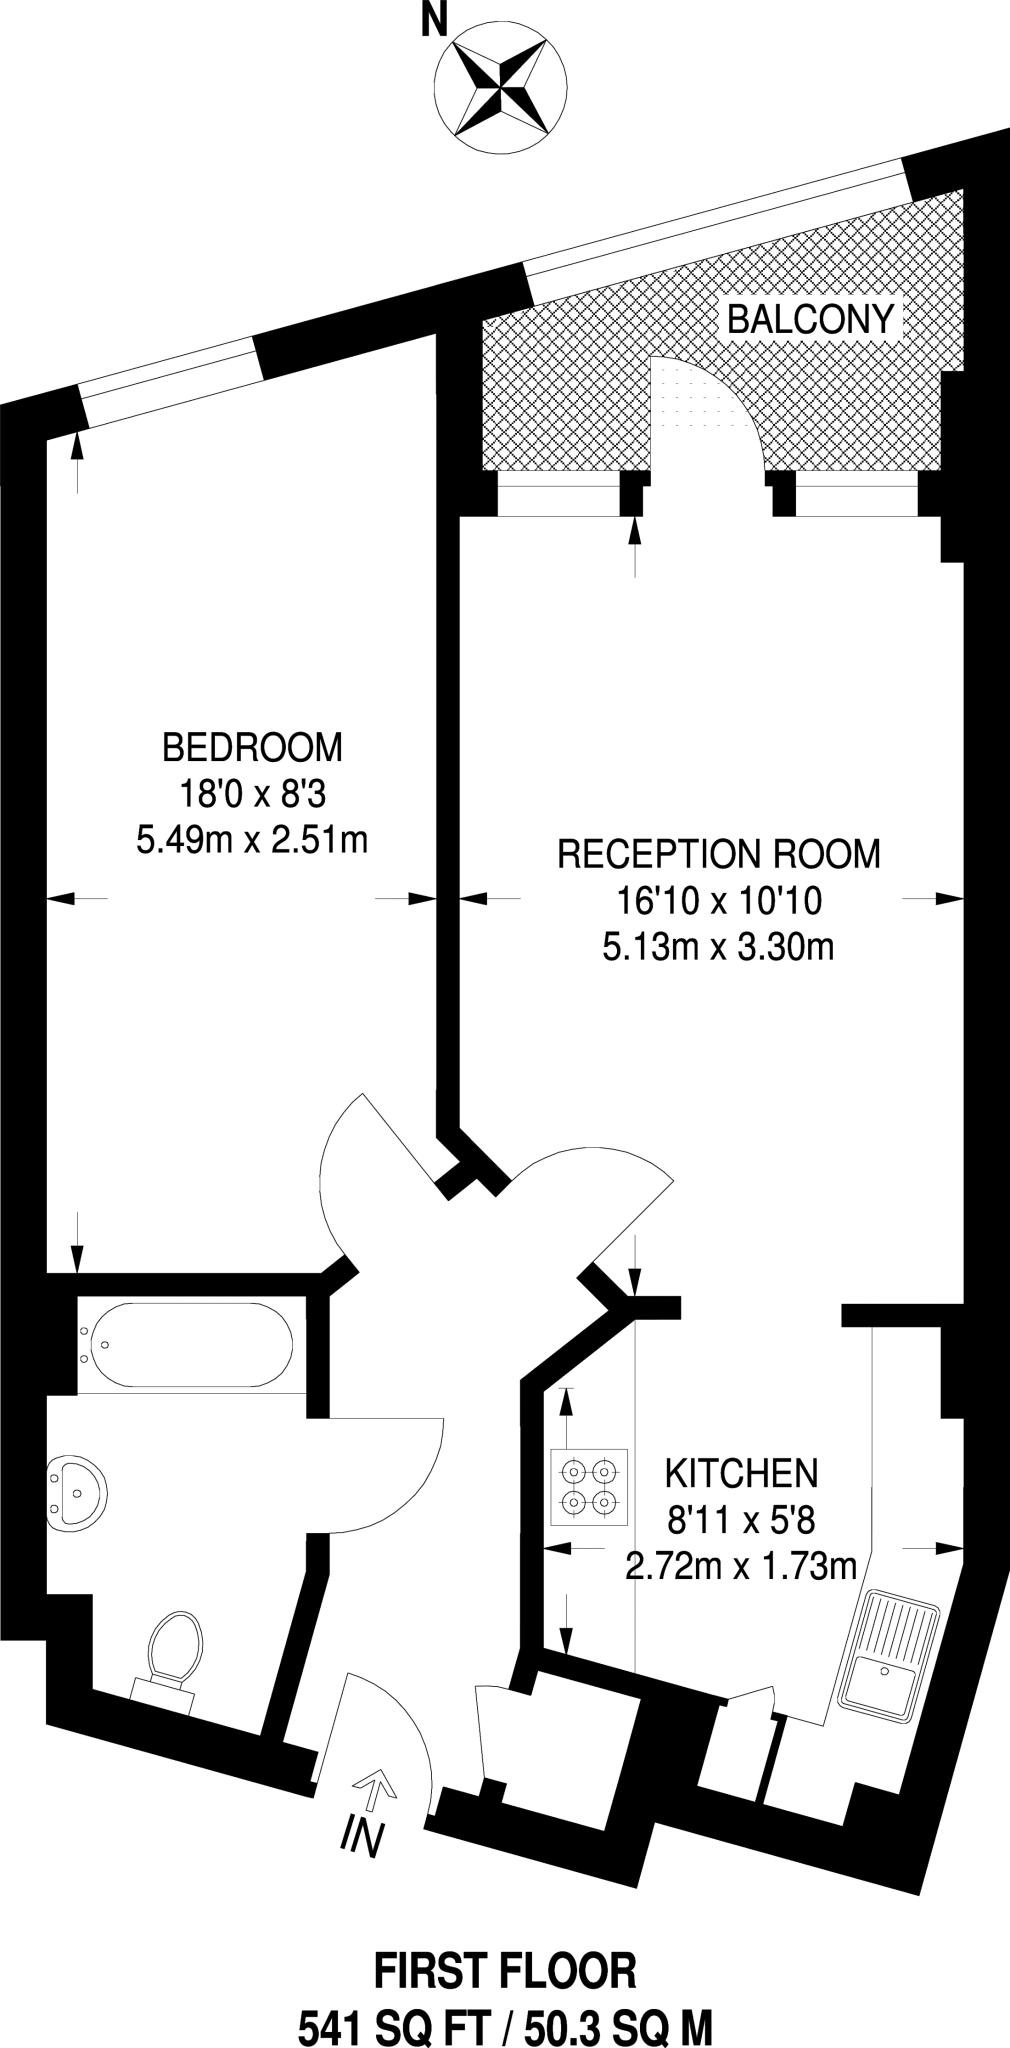 N
BALCONY
BEDROOM
18'0 x 8'3
5.49m x 2.51m
RECEPTION ROOM
16'10 x 10'10
5.13m x 3.30m
KITCHEN
8'11 x 5'8
2.72m x 1.73m
IN
FIRST FLOOR
541 SQ FT / 50.3 SQ M